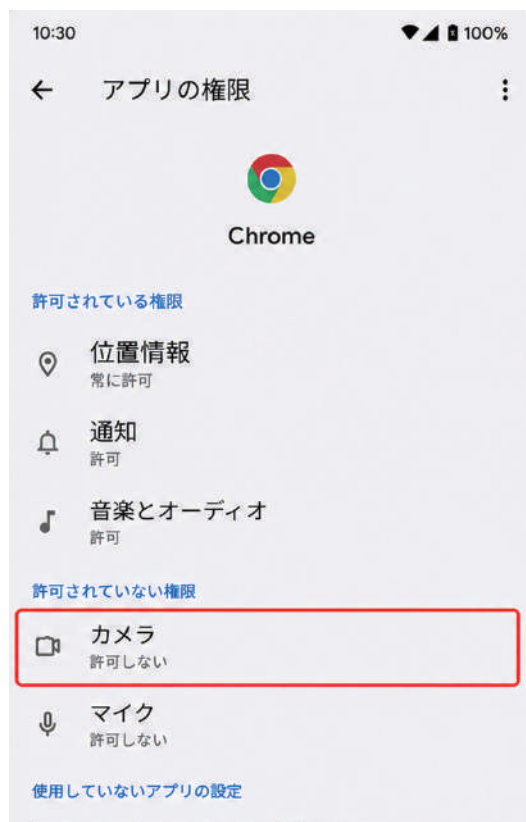 10:30 100%
アプリの権限
Chrome
許可されている権限
位置情報
常に許可
通知
許可
音楽とオーディオ
許可
許可されていない権限
カメラ
許可しない
マイク
許可しない
使用していないアプリの設定